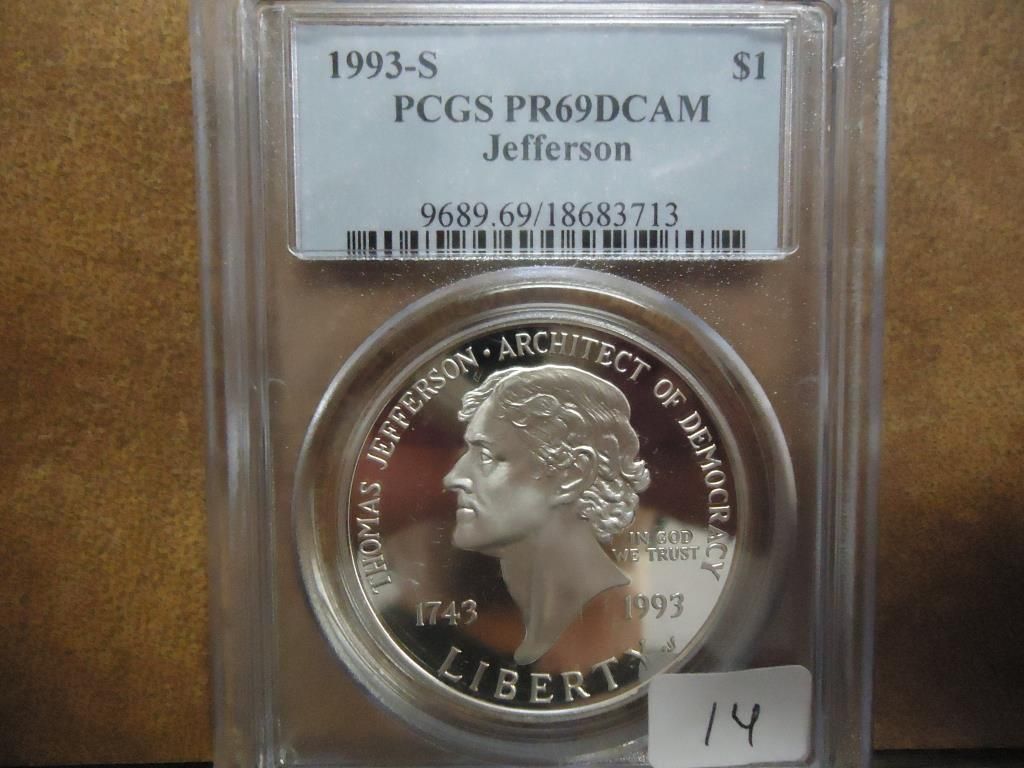 1993-S $1
PCGS PR69DCAM
Jefferson
9689.69/18683713
THOMAS JEFFERSON · ARCHITECT OF DEMOCRACY
IN GOD
WE TRUST
1743 1993
S
LIBERTY
14